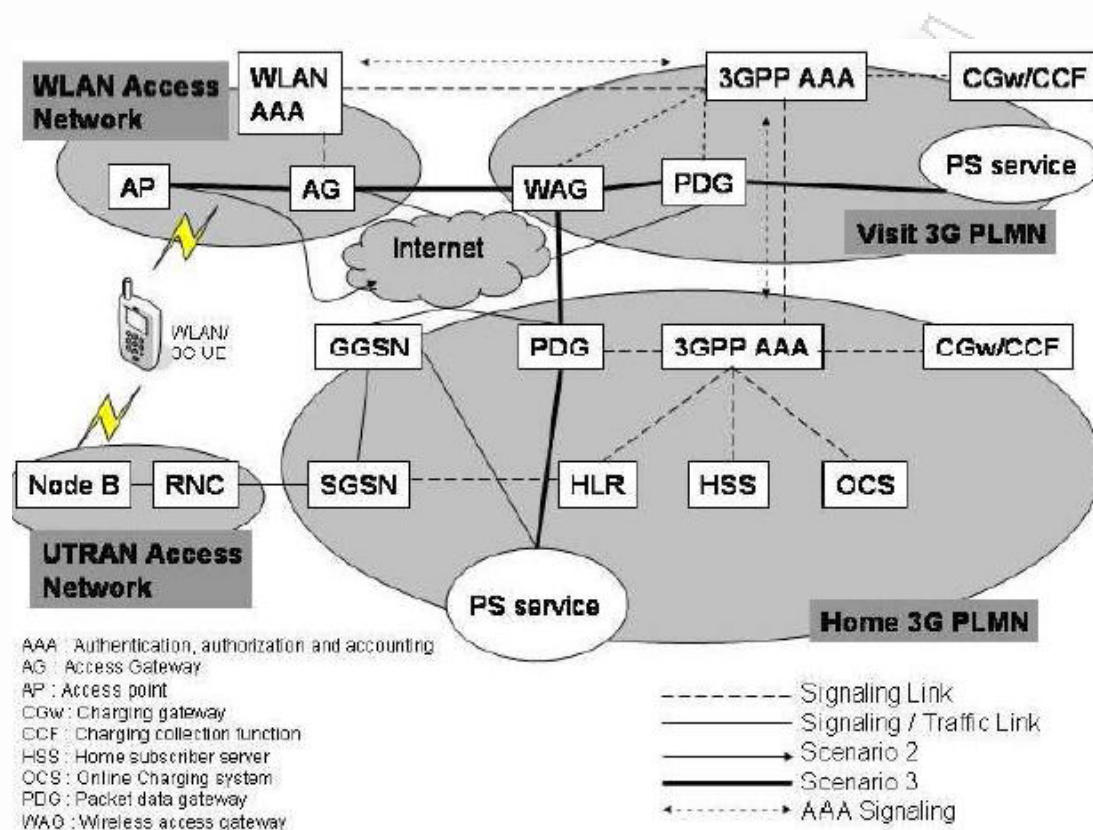 WLAN Access
Network
WLAN
AAA
3GPP AAA
CGw/CCF
PS service
AP
AG
WAG
PDG
Visit 3G PLMN
Internet
WLAN/
GGSN
PDG
3GPP AAA
CGw/CCF
Node B
RNC
SGSN
HLR
HSS
OCS
UTRAN Access
Network
PS service
Home 3G PLMN
AAA : Authentication, authorization and accounting
AG : Access Gateway
AP : Access point
CGw : Charging gateway
CCF : Charging collection function
HSS : Home subscriber server
OCS : Online Charging system
PDG : Packet data gateway
WAG : Wireless access gateway
Signaling Link
Signaling / Traffic Link
Scenario 2
Scenario 3
AAA Signaling